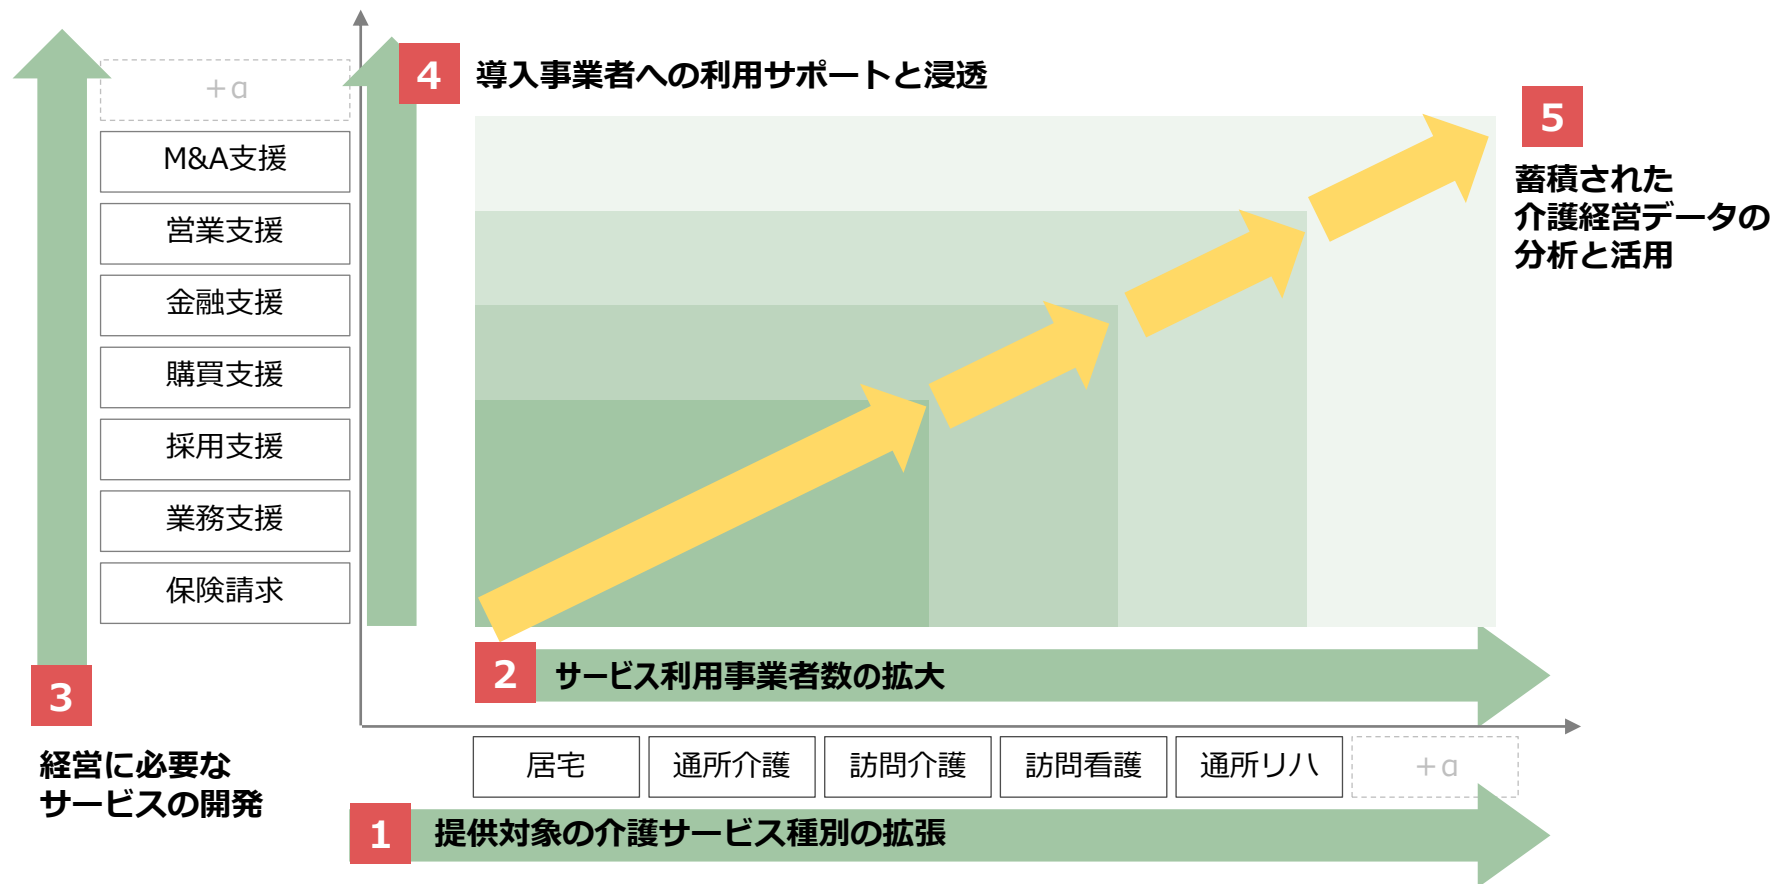 4
導入事業者への利用サポートと浸透
5
蓄積された
介護経営データの
分析と活用
+α
M&A支援
営業支援
金融支援
購買支援
採用支援
業務支援
保険請求
3
経営に必要な
サービスの開発
2
サービス利用事業者数の拡大
居宅
通所介護
訪問介護
訪問看護
通所リハ
+α
1
提供対象の介護サービス種別の拡張